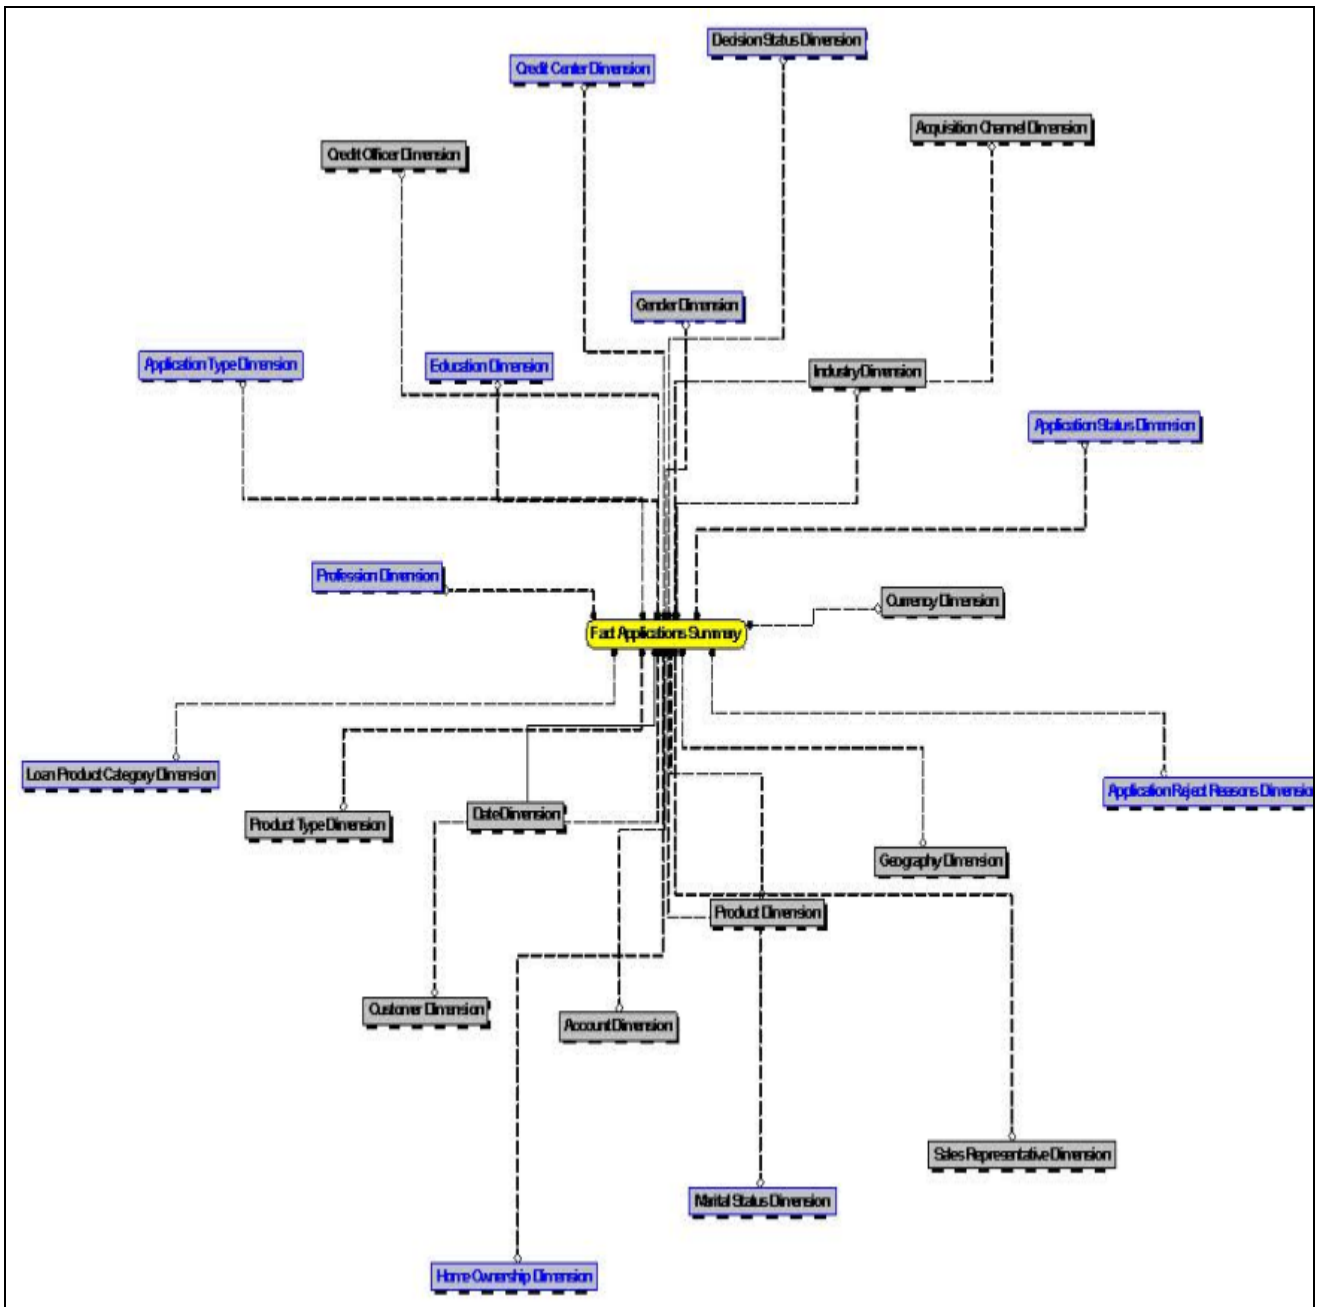 Decision Status Dimension
Credit Center Dimension
Acquisition Channel Dimension
Credit Officer Dimension
Gender Dimension
Application Type Dimension
Education Dimension
Industry Dimension
Application Status Dimension
Profession Dimension
Currency Dimension
Fact Applications Summary
Loan Product Category Dimension
Application Reject Reasons Dimension
Product Type Dimension
Date Dimension
Geography Dimension
Product Dimension
Customer Dimension
Account Dimension
Sales Representative Dimension
Marital Status Dimension
Home Ownership Dimension